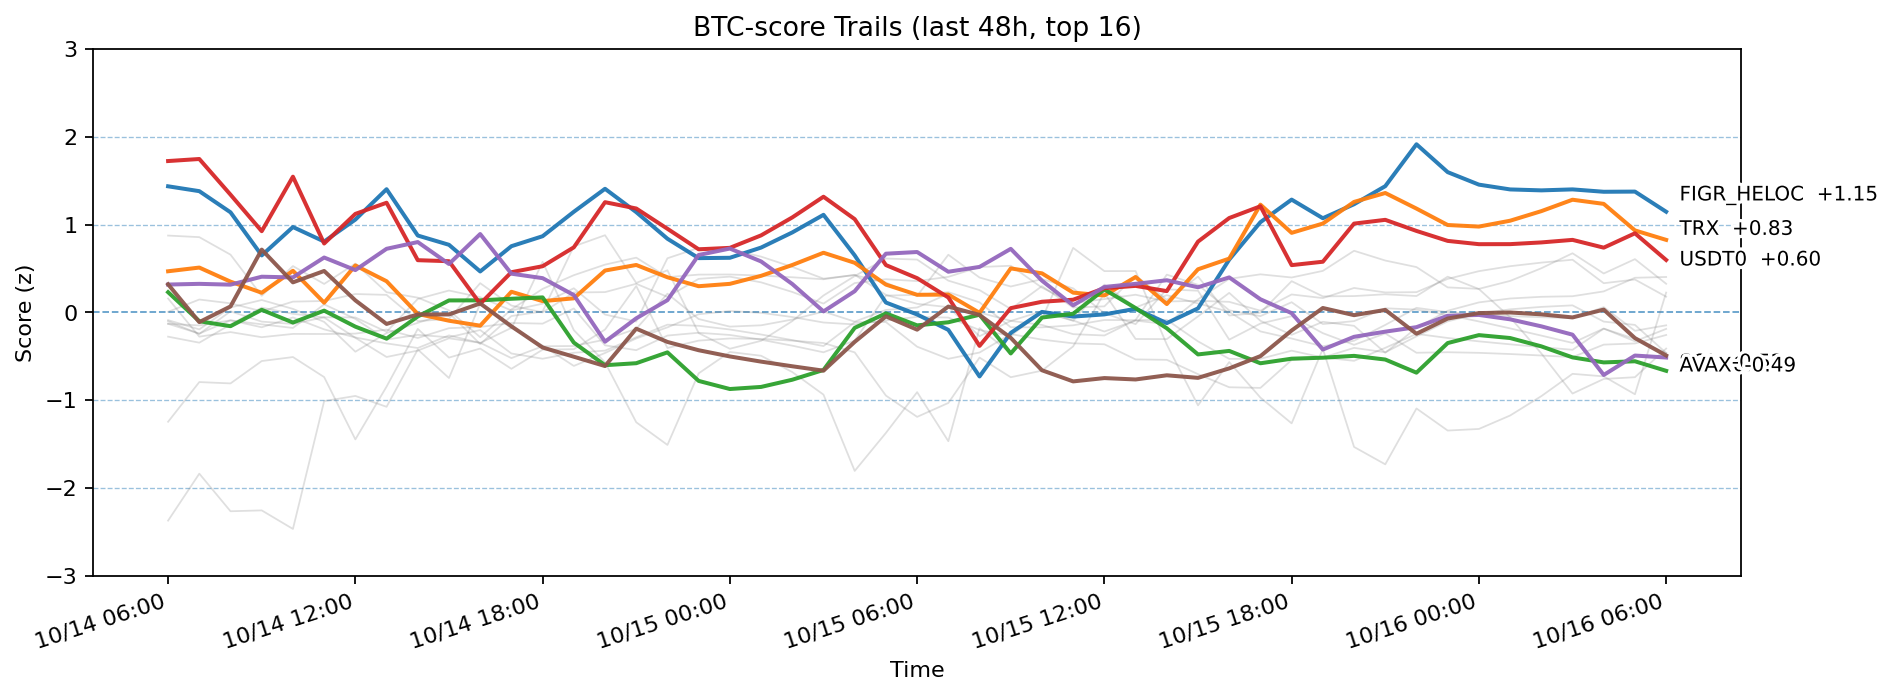 BTC-score Trails (last 48h, top 16)
Score (z)
3
2
1
0
−1
−2
−3
FIGR_HELOC +1.15
TRX +0.83
USDT0 +0.60
AVAX -0.49
10/14 06:00
10/14 12:00
10/14 18:00
10/15 00:00
10/15 06:00
10/15 12:00
10/15 18:00
10/16 00:00
10/16 06:00
Time